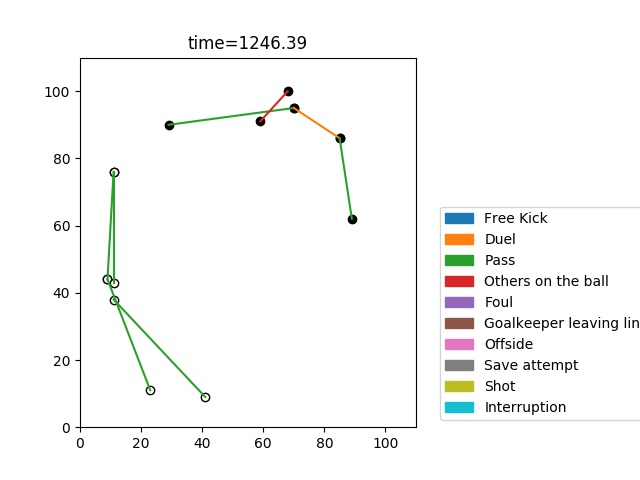 time=1246.39
100
80
60
40
20
0
0 20 40 60 80 100
Free Kick
Duel
Pass
Others on the ball
Foul
Goalkeeper leaving lin
Offside
Save attempt
Shot
Interruption